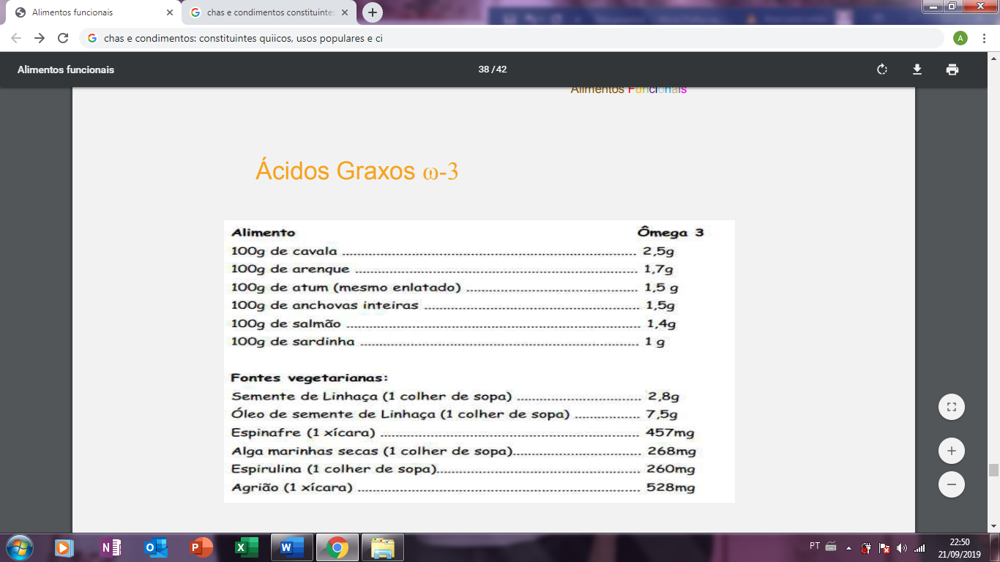 Alimentos funcionais
chas e condimentos constituintes
chas e condimentos: constituintes quiicos, usos populares e ci
A
Alimentos funcionais
38 / 42
Alimentos Funcionais
Ácidos Graxos ω-3
Alimento Ômega 3
100g de cavala ........ 2,5g
100g de arenque ........ 1,7g
100g de atum (mesmo enlatado) ........ 1,5 g
100g de anchovas inteiras ........ 1,5g
100g de salmão ........ 1,4g
100g de sardinha ........ 1 g
Fontes vegetarianas:
Semente de Linhaça (1 colher de sopa) ........ 2,8g
Óleo de semente de Linhaça (1 colher de sopa) ........ 7,5g
Espinafre (1 xícara) ........ 457mg
Alga marinhas secas (1 colher de sopa)........ 268mg
Espirulina (1 colher de sopa)........ 260mg
Agrião (1 xícara) ........ 528mg
PT
22:50
21/09/2019